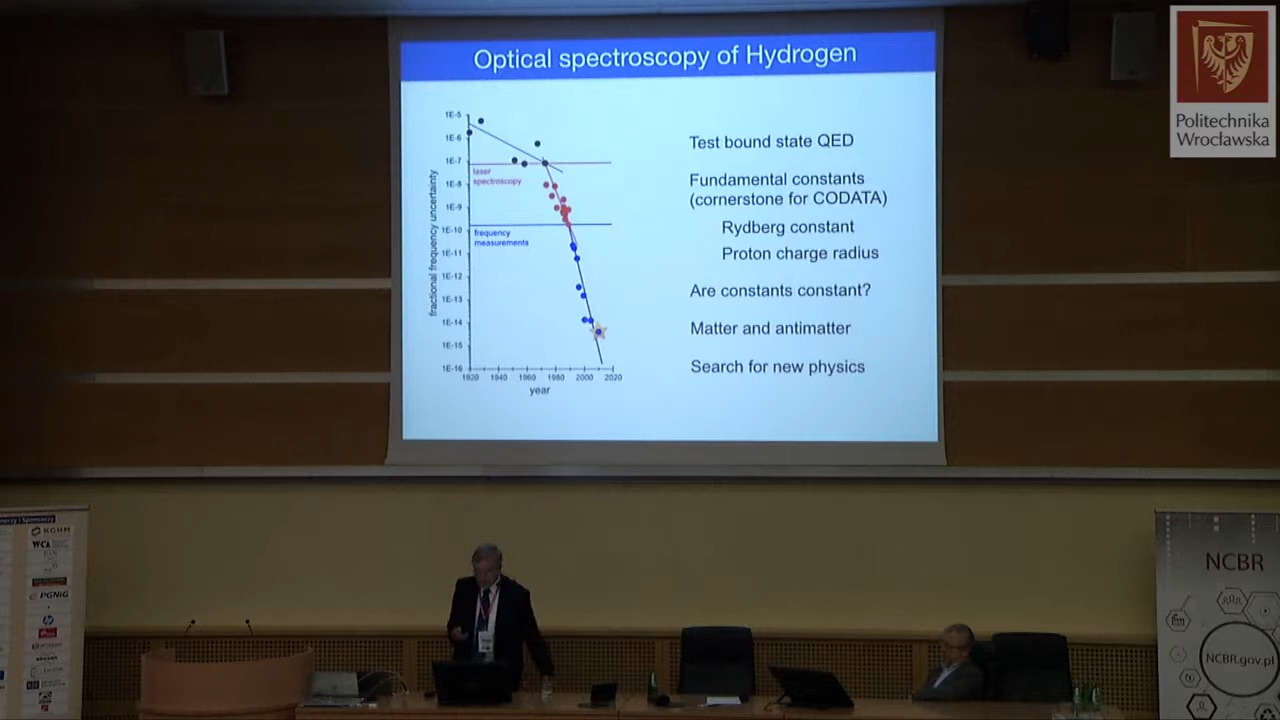 Optical spectroscopy of Hydrogen
1E-5
1E-6
1E-7
1E-8
1E-9
1E-10
1E-11
1E-12
1E-13
1E-14
1E-15
1E-16
fractional frequency uncertainty
laser
spectroscopy
frequency
measurements
1920 1940 1960 1980 2000 2020
year
Test bound state QED
Fundamental constants
(cornerstone for CODATA)
Rydberg constant
Proton charge radius
Are constants constant?
Matter and antimatter
Search for new physics
Politechnika
Wrocławska
KGHM
WCA
PGNiG
hp
NCBR
NCBR.gov.pl